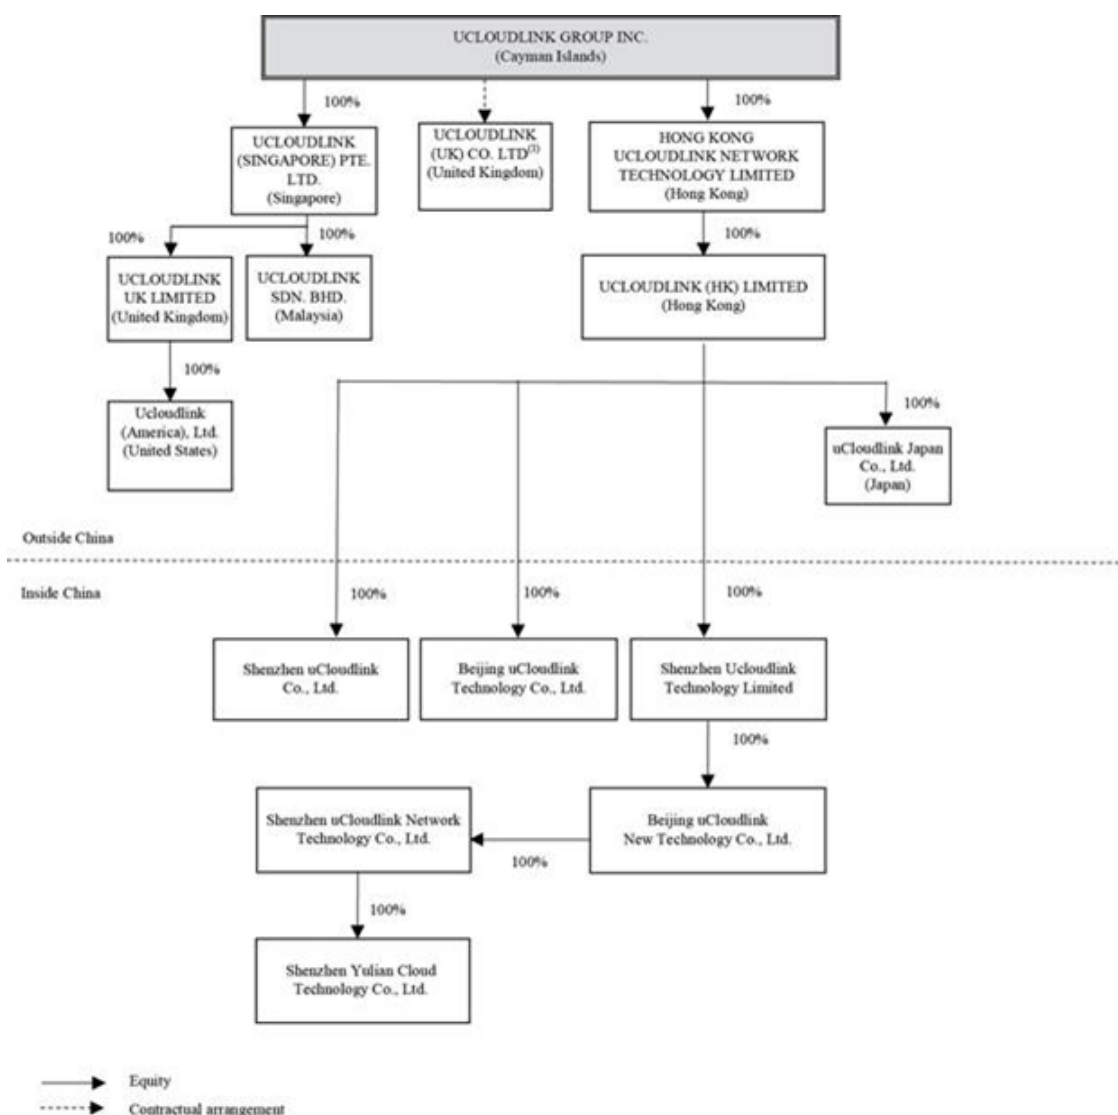 UCLOUDLINK GROUP INC.
(Cayman Islands)
100%
100%
UCLOUDLINK
(SINGAPORE) PTE.
LTD.
(Singapore)
UCLOUDLINK
(UK) CO. LTD
(United Kingdom)
HONG KONG
UCLOUDLINK NETWORK
TECHNOLOGY LIMITED
(Hong Kong)
100%
100%
100%
UCLOUDLINK
UK LIMITED
(United Kingdom)
UCLOUDLINK
SDN. BHD.
(Malaysia)
UCLOUDLINK (HK) LIMITED
(Hong Kong)
100%
100%
Ucloudlink
(America), Ltd.
(United States)
uCloudlink Japan
Co., Ltd.
(Japan)
Outside China
Inside China
100%
100%
100%
Shenzhen uCloudlink
Co., Ltd.
Beijing uCloudlink
Technology Co., Ltd.
Shenzhen Ucloudlink
Technology Limited
100%
Shenzhen uCloudlink Network
Technology Co., Ltd.
Beijing uCloudlink
New Technology Co., Ltd.
100%
100%
Shenzhen Yulian Cloud
Technology Co., Ltd.
Equity
Contractual arrangement